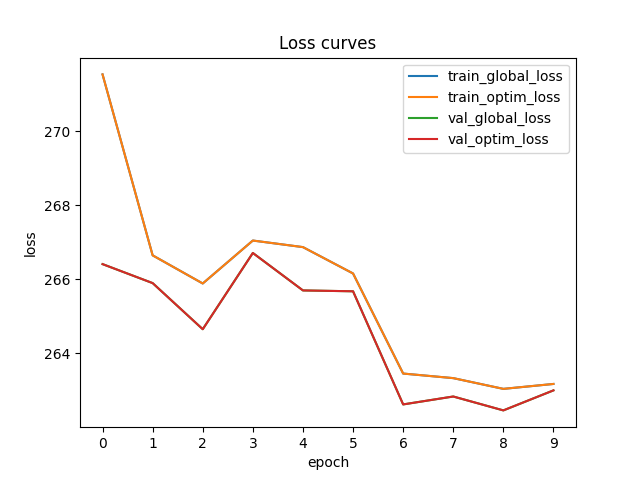 Loss curves
train_global_loss
train_optim_loss
val_global_loss
val_optim_loss
270
268
266
264
loss
0 1 2 3 4 5 6 7 8 9
epoch